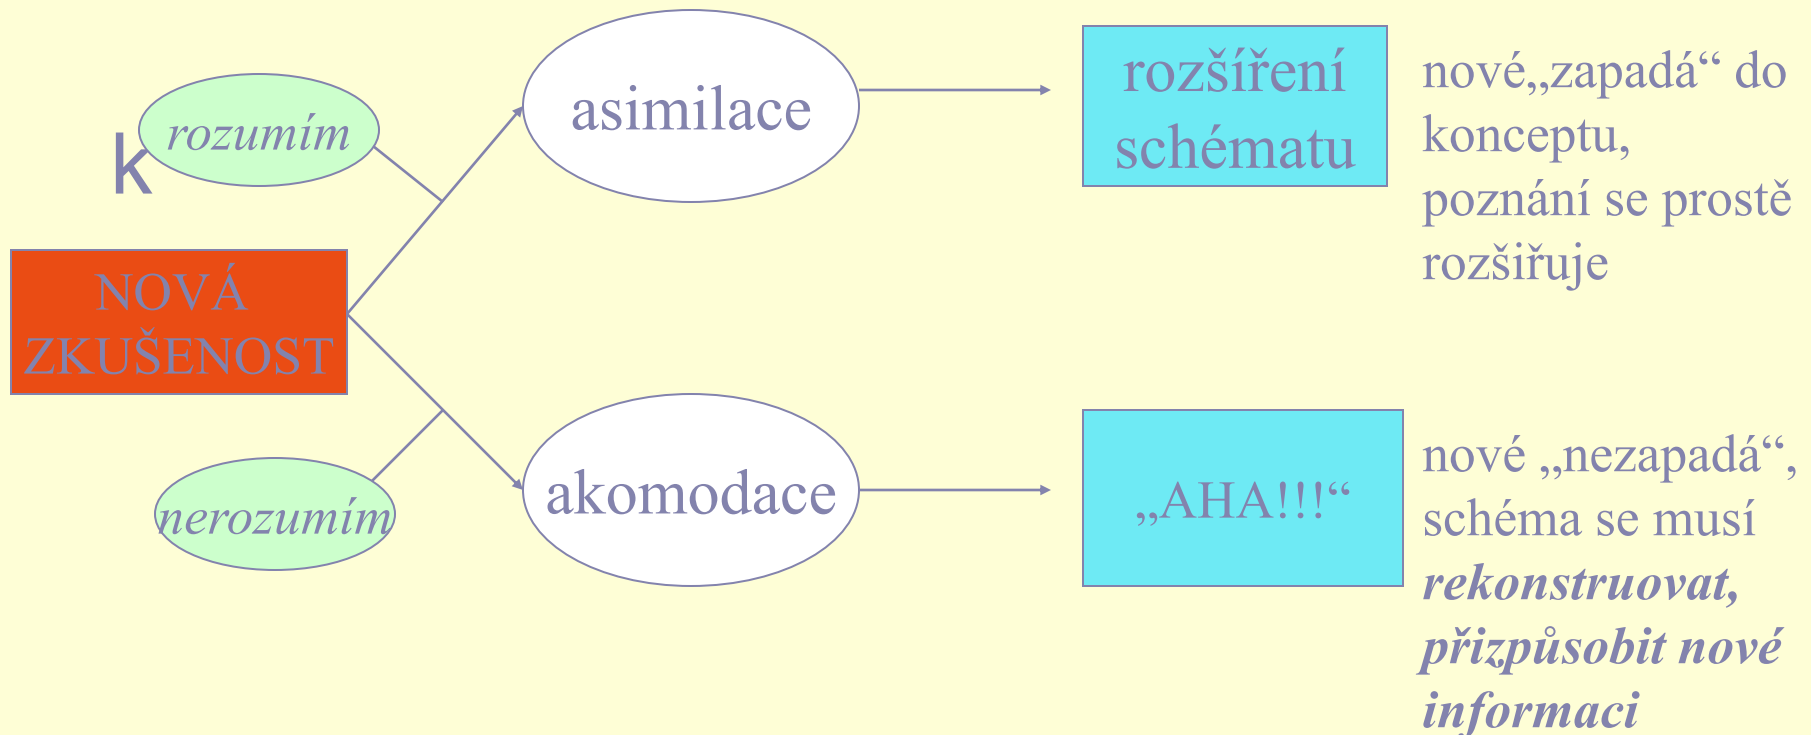 k
rozumím
NOVÁ
ZKUŠENOST
nerozumím
asimilace
rozšíření
schématu
nové„zapadá“ do
konceptu,
poznání se prostě
rozšiřuje
akomodace
„AHA!!!“
nové „nezapadá“,
schéma se musí
rekonstruovat,
přizpůsobit nové
informaci